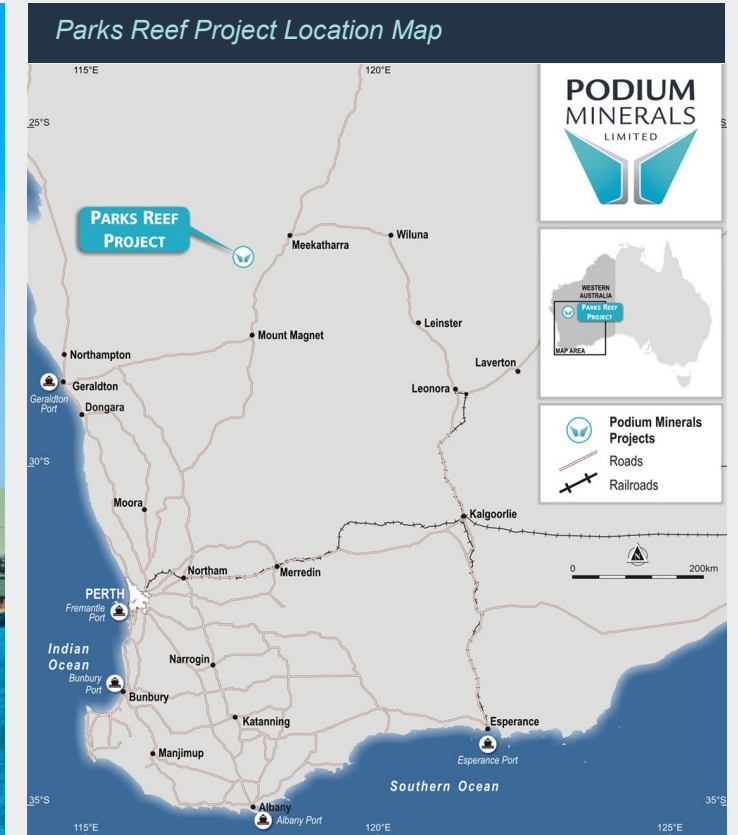 Parks Reef Project Location Map
115°E
120°E
25°S
S
PODIUM
MINERALS
LIMITED
PARKS REEF
PROJECT
Meekatharra
Wiluna
WESTERN
AUSTRALIA
PARKS REEF
PROJECT
MAP AREA
Mount Magnet
Leinster
Northampton
Laverton
Geraldton
Leonora
Geraldton
Port
Dongara
Podium Minerals
Projects
Roads
Railroads
30°S
Moora
Kalgoorlie
Northam
Merredin
0
200km
PERTH
Fremantle
Port
Indian
Ocean
Narrogin
Bunbury
Port
Bunbury
Katanning
Esperance
Manjimup
Esperance Port
Southern Ocean
35°S
35°S
Albany
Albany Port
115°E
120°E
125°E